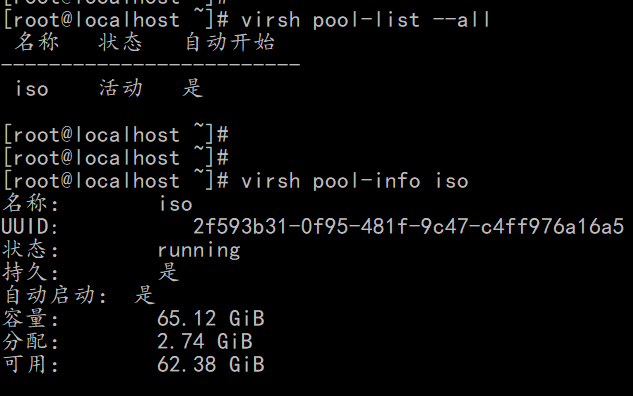 [root@localhost ~]# virsh pool-list --all
名称 状态 自动开始
-------------------------
iso 活动 是
[root@localhost ~]#
[root@localhost ~]#
[root@localhost ~]# virsh pool-info iso
名称: iso
UUID: 2f593b31-0f95-481f-9c47-c4ff976a16a5
状态: running
持久: 是
自动启动: 是
容量: 65.12 GiB
分配: 2.74 GiB
可用: 62.38 GiB